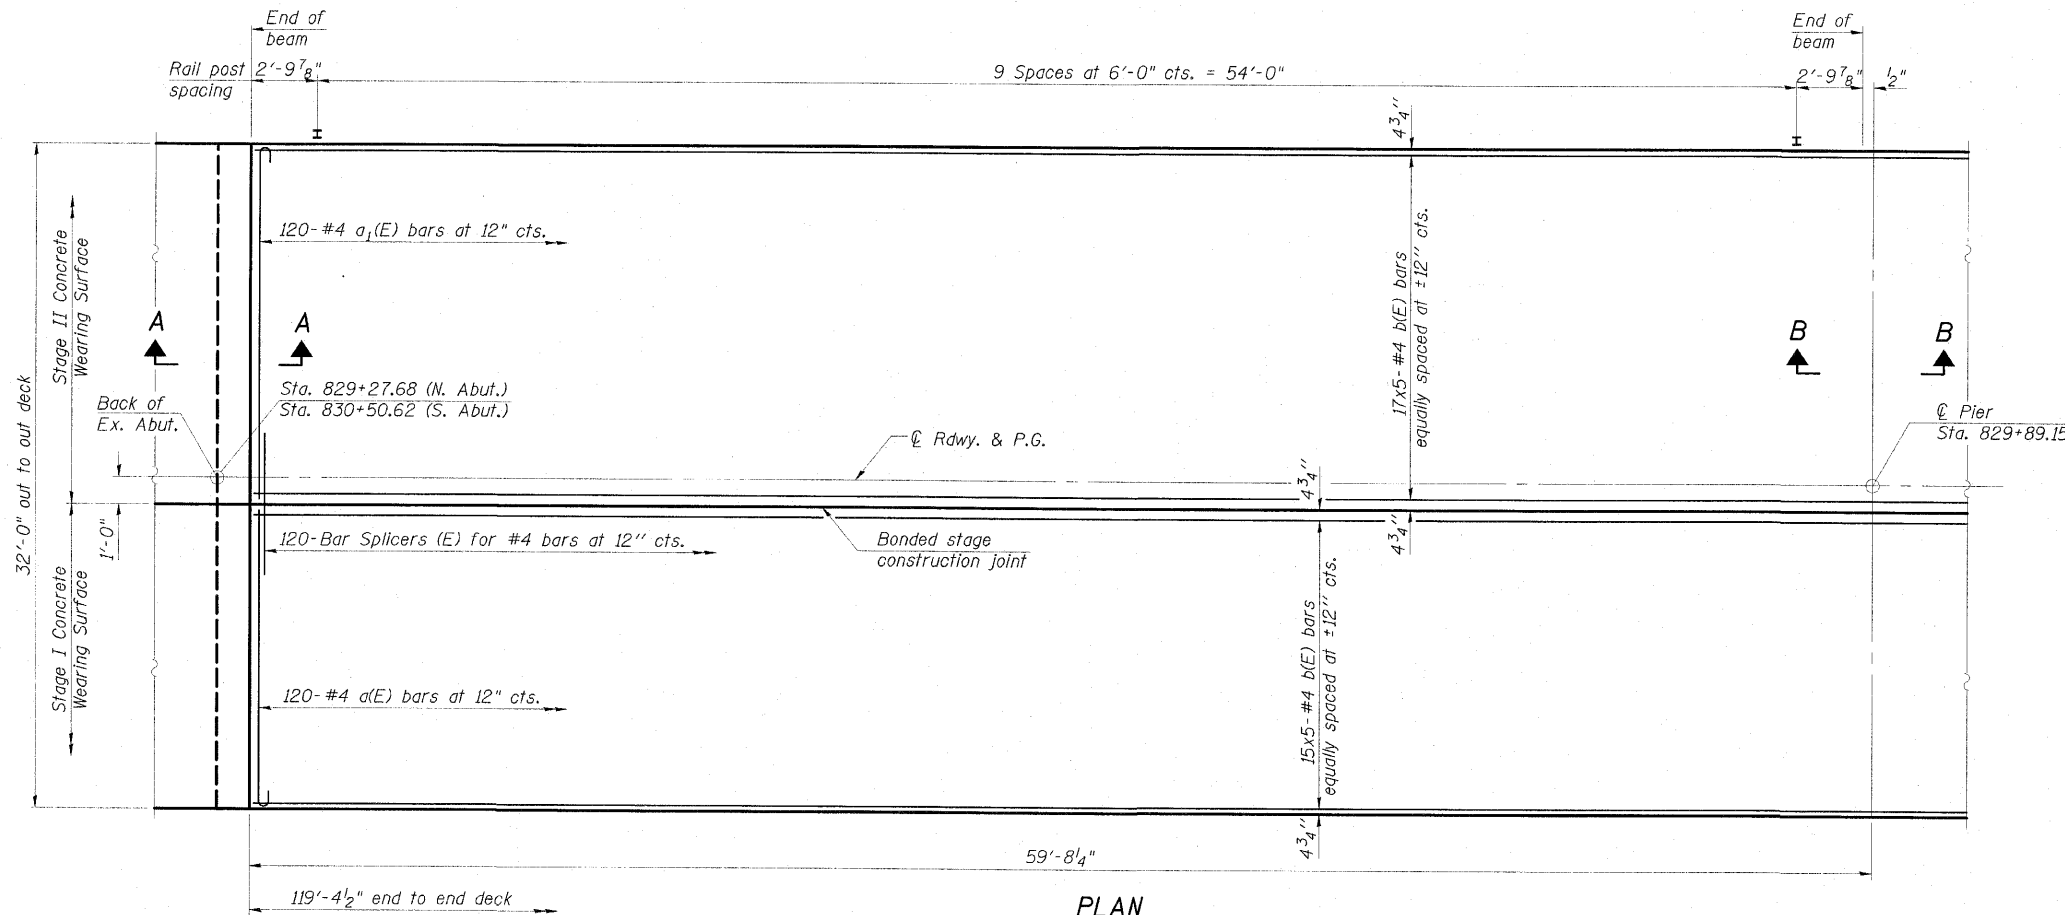 End of
beam
End of
beam
Rail post
spacing
2'-9⅞"
9 Spaces at 6'-0" cts. = 54'-0"
2'-9⅞"
½"
4¾"
120-#4 a₁(E) bars at 12" cts.
17x5-#4 b(E) bars
equally spaced at ±12" cts.
32'-0" out to out deck
Stage II Concrete
Wearing Surface
A
A
B
B
Back of
Ex. Abut.
Sta. 829+27.68 (N. Abut.)
Sta. 830+50.62 (S. Abut.)
℄ Rdwy. & P.G.
℄ Pier
Sta. 829+89.15
4¾"
1'-0"
120-Bar Splicers (E) for #4 bars at 12" cts.
Bonded stage
construction joint
4¾"
Stage I Concrete
Wearing Surface
15x5-#4 b(E) bars
equally spaced at ±12" cts.
120-#4 a(E) bars at 12" cts.
4¾"
59'-8¼"
119'-4½" end to end deck
PLAN